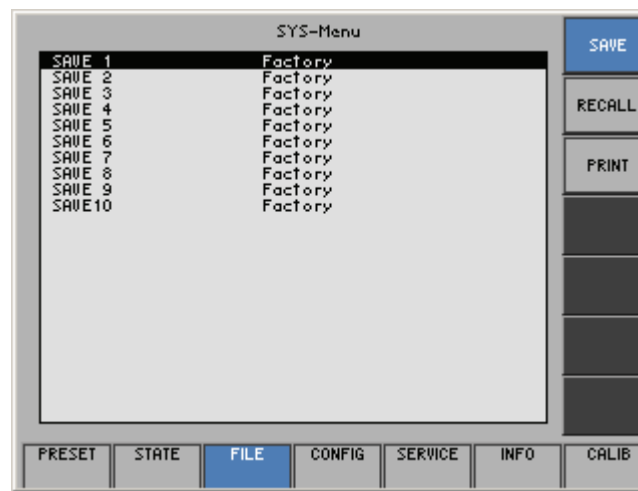 SYS-Menu
SAVE 1 Factory
SAVE 2 Factory
SAVE 3 Factory
SAVE 4 Factory
SAVE 5 Factory
SAVE 6 Factory
SAVE 7 Factory
SAVE 8 Factory
SAVE 9 Factory
SAVE10 Factory
SAVE
RECALL
PRINT
PRESET STATE FILE CONFIG SERVICE INFO CALIB